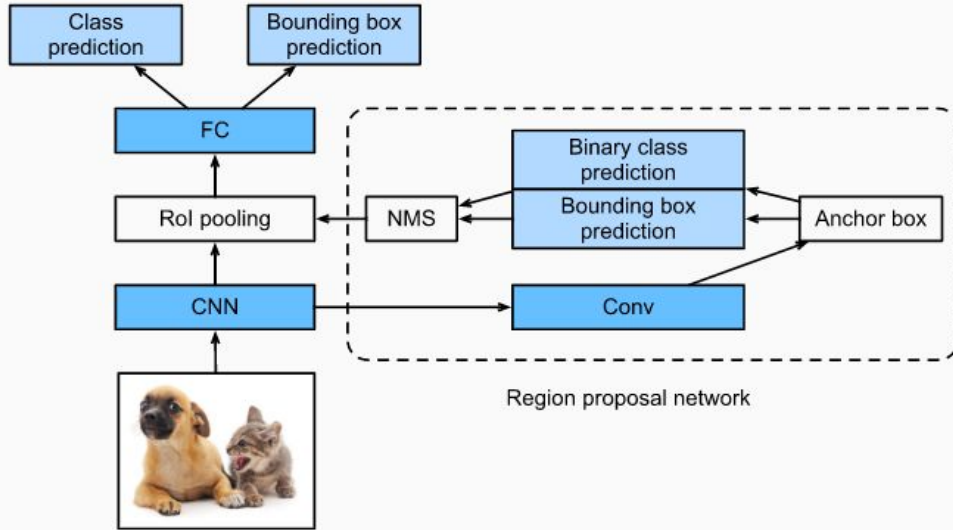 Class
prediction
Bounding box
prediction
FC
Binary class
prediction
RoI pooling
NMS
Bounding box
prediction
Anchor box
CNN
Conv
Region proposal network